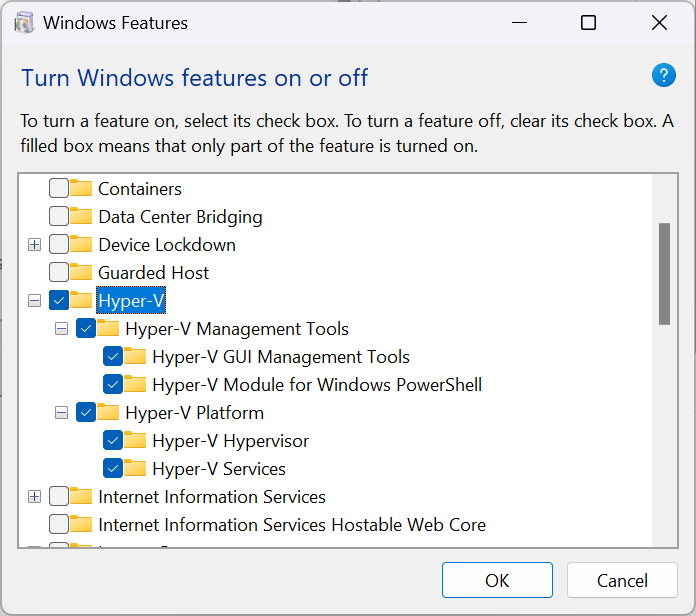 Windows Features
Turn Windows features on or off
?
To turn a feature on, select its check box. To turn a feature off, clear its check box. A
filled box means that only part of the feature is turned on.
Containers
Data Center Bridging
Device Lockdown
Guarded Host
Hyper-V
Hyper-V Management Tools
Hyper-V GUI Management Tools
Hyper-V Module for Windows PowerShell
Hyper-V Platform
Hyper-V Hypervisor
Hyper-V Services
Internet Information Services
Internet Information Services Hostable Web Core
OK
Cancel